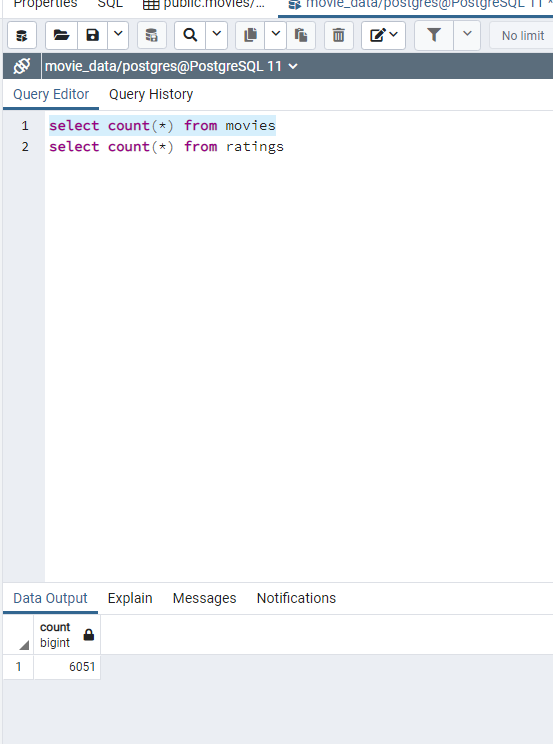 Properties SQL public.movies/... movie_data/postgres@PostgreSQL 11 *
No limit
movie_data/postgres@PostgreSQL 11
Query Editor Query History
1 select count(*) from movies
2 select count(*) from ratings
Data Output Explain Messages Notifications
count
bigint
1 6051